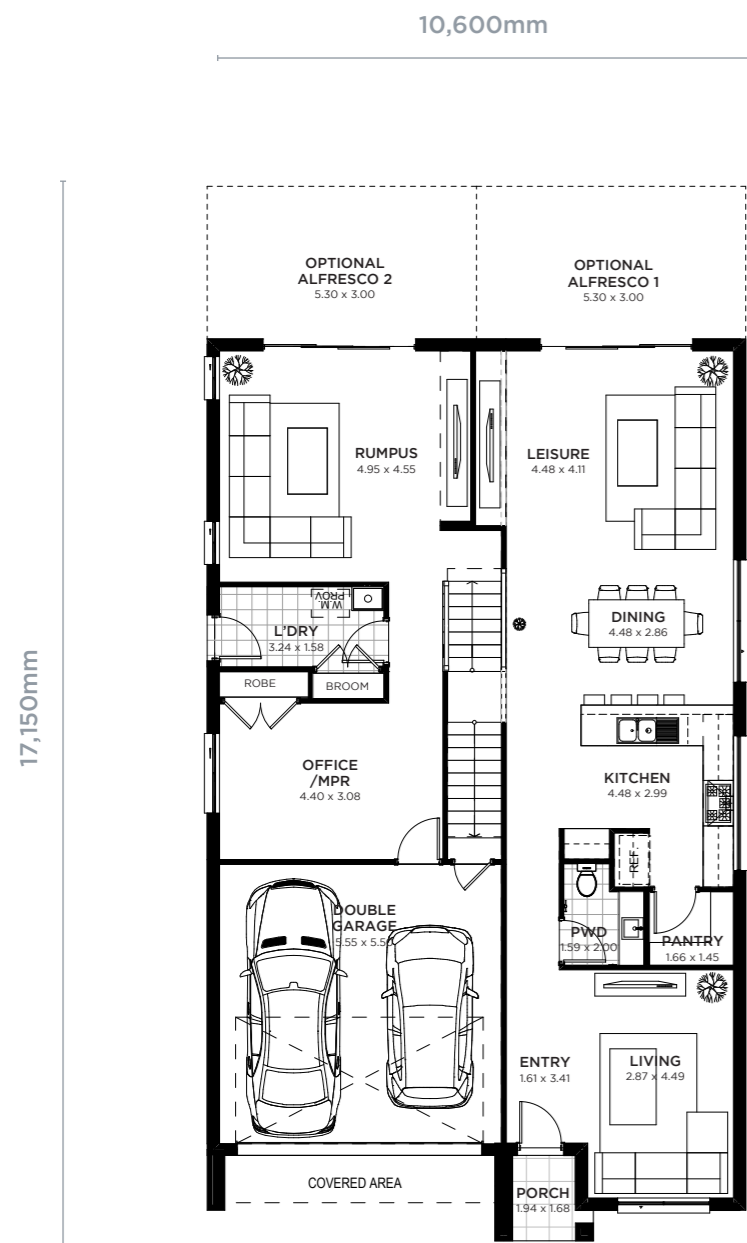 10,600mm
17,150mm
OPTIONAL
ALFRESCO 2
5.30 x 3.00
OPTIONAL
ALFRESCO 1
5.30 x 3.00
RUMPUS
4.95 x 4.55
LEISURE
4.48 x 4.11
W.M.
PROV
L'DRY
3.24 x 1.58
DINING
4.48 x 2.86
ROBE
BROOM
OFFICE
/MPR
4.40 x 3.08
KITCHEN
4.48 x 2.99
REF.
DOUBLE
GARAGE
5.55 x 5.50
PWD
1.59 x 2.00
PANTRY
1.66 x 1.45
ENTRY
1.61 x 3.41
LIVING
2.87 x 4.49
COVERED AREA
PORCH
1.94 x 1.68